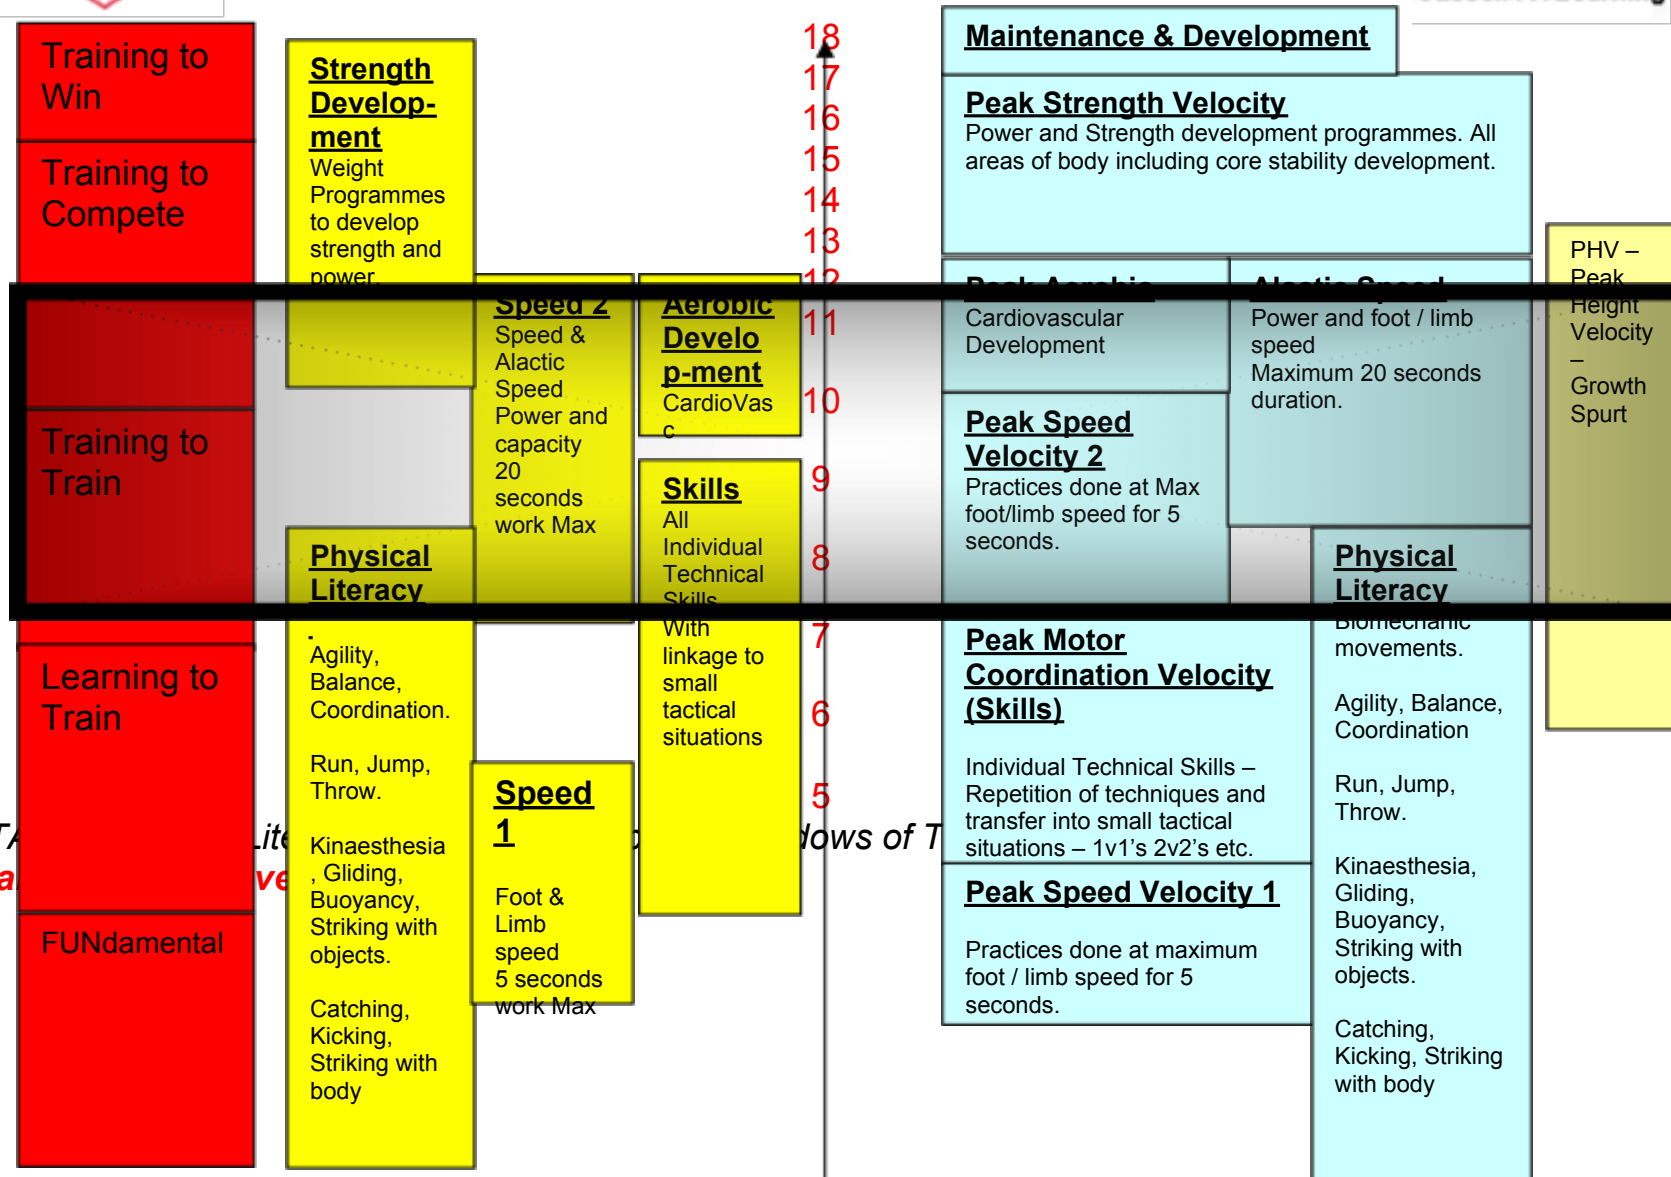 Training to
Win
Training to
Compete
Training to
Train
Learning to
Train
FUNdamental
Strength
Develop-
ment
Weight
Programmes
to develop
strength and
power.
Physical
Literacy
.
Agility,
Balance,
Coordination.
Run, Jump,
Throw.
Kinaesthesia
, Gliding,
Buoyancy,
Striking with
objects.
Catching,
Kicking,
Striking with
body
Speed 2
Speed &
Alactic
Speed
Power and
capacity
20
seconds
work Max
Speed
1
Foot &
Limb
speed
5 seconds
work Max
Aerobic
Develo
p-ment
CardioVas
c
Skills
All
Individual
Technical
Skills
With
linkage to
small
tactical
situations
18
17
16
15
14
13
12
11
10
9
8
7
6
5
Maintenance & Development
Peak Strength Velocity
Power and Strength development programmes. All
areas of body including core stability development.
Peak Aerobic
Cardiovascular
Development
Alactic Speed
Power and foot / limb
speed
Maximum 20 seconds
duration.
Peak Speed
Velocity 2
Practices done at Max
foot/limb speed for 5
seconds.
Peak Motor
Coordination Velocity
(Skills)
Individual Technical Skills –
Repetition of techniques and
transfer into small tactical
situations – 1v1's 2v2's etc.
Peak Speed Velocity 1
Practices done at maximum
foot / limb speed for 5
seconds.
Physical
Literacy
Biomechanic
movements.
Agility, Balance,
Coordination
Run, Jump,
Throw.
Kinaesthesia,
Gliding,
Buoyancy,
Striking with
objects.
Catching,
Kicking, Striking
with body
PHV –
Peak
Height
Velocity
–
Growth
Spurt
dows of T